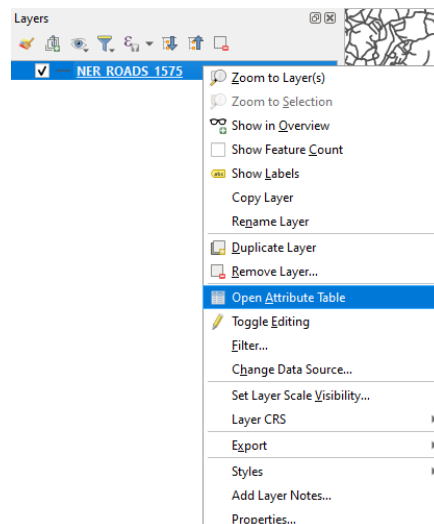 Layers
NER_ROADS_1575
Zoom to Layer(s)
Zoom to Selection
Show in Overview
Show Feature Count
abc Show Labels
Copy Layer
Rename Layer
Duplicate Layer
Remove Layer...
Open Attribute Table
Toggle Editing
Filter...
Change Data Source...
Set Layer Scale Visibility...
Layer CRS
Export
Styles
Add Layer Notes...
Properties...